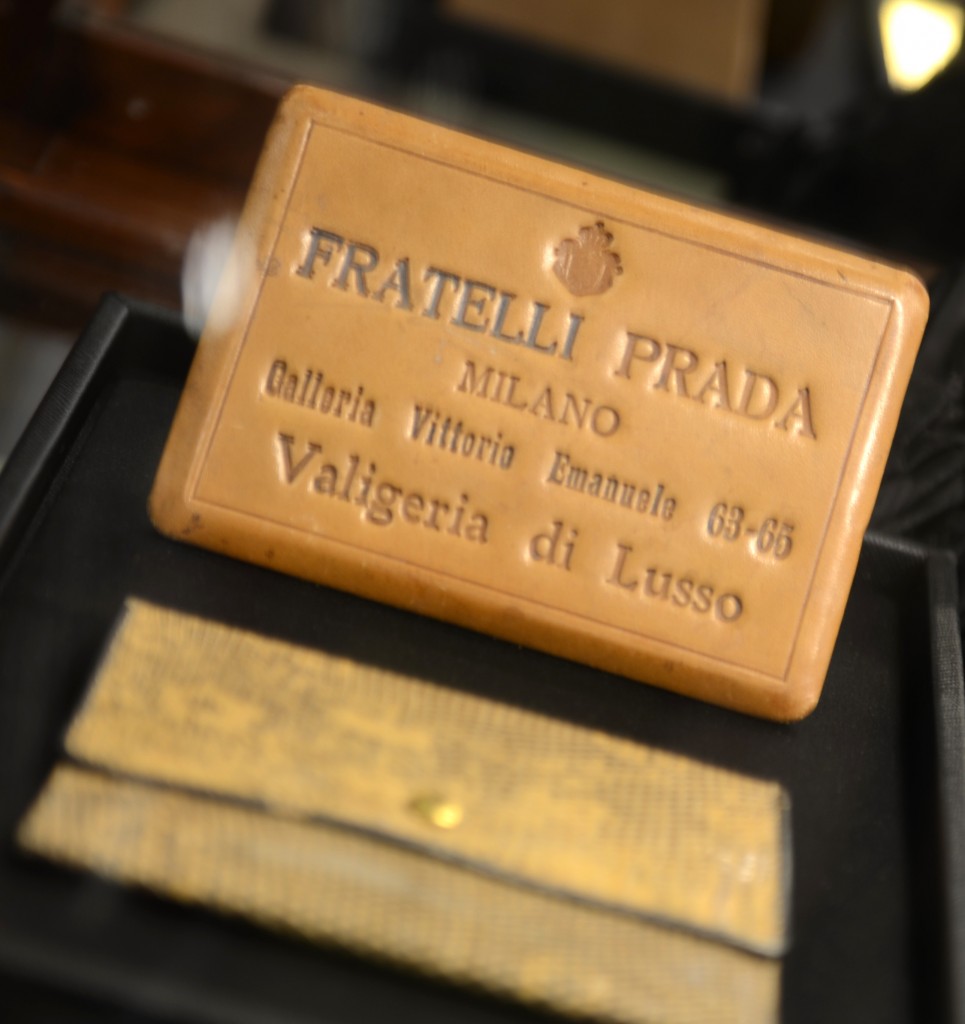 FRATELLI PRADA
MILANO
Galleria Vittorio Emanuele 63-65
Valigeria di Lusso